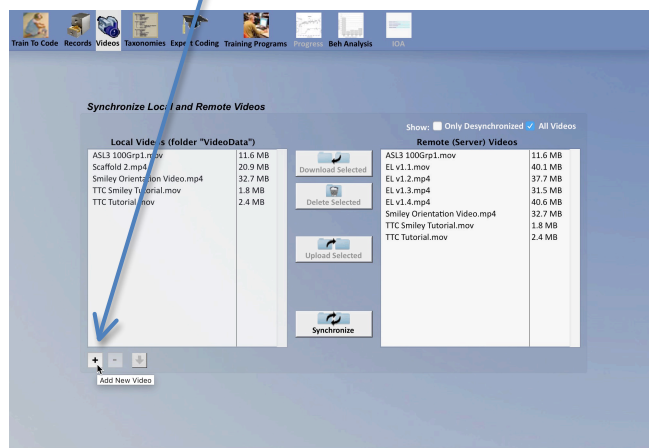 Train To Code Records Videos Taxonomies Expert Coding Training Programs Progress Beh Analysis IOA
Synchronize Local and Remote Videos
Show: Only Desynchronized All Videos
Local Videos (folder "VideoData")
ASL3 100Grp1.mov 11.6 MB
Scaffold 2.mp4 20.9 MB
Smiley Orientation Video.mp4 32.7 MB
TTC Smiley Tutorial.mov 1.8 MB
TTC Tutorial.mov 2.4 MB
Download Selected
Delete Selected
Upload Selected
Synchronize
Remote (Server) Videos
ASL3 100Grp1.mov 11.6 MB
EL v1.1.mov 40.1 MB
EL v1.2.mp4 37.7 MB
EL v1.3.mp4 31.5 MB
EL v1.4.mp4 40.6 MB
Smiley Orientation Video.mp4 32.7 MB
TTC Smiley Tutorial.mov 1.8 MB
TTC Tutorial.mov 2.4 MB
+ -
Add New Video